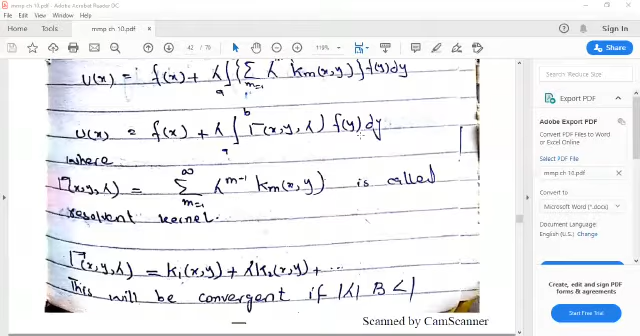 mmp ch 10.pdf - Adobe Acrobat Reader DC
File Edit View Window Help
Home Tools mmp ch 10.pdf × Sign In
42 / 70 119% Share
U(x) = f(x) + λ ∫ₐ { ∑ₘ₌₁ λ Kₘ(x,y) } f(y)dy
U(x) = f(x) + λ ∫ₐᵇ Γ(x,y,λ) f(y) dy
where
Γ(x,y,λ) = ∑ₘ₌₁^∞ λ^(m-1) Kₘ(x,y) is called
resolvent kernel.
Γ(x,y,λ) = K₁(x,y) + λK₂(x,y) + ...
This will be convergent if |λ| B < |
Scanned by CamScanner
Search 'Reduce Size'
Export PDF
Adobe Export PDF
Convert PDF Files to Word
or Excel Online
Select PDF File
mmp ch 10.pdf ×
Convert to
Microsoft Word (*.docx)
Document Language:
English (U.S.) Change
Create, edit and sign PDF
forms & agreements
Start Free Trial